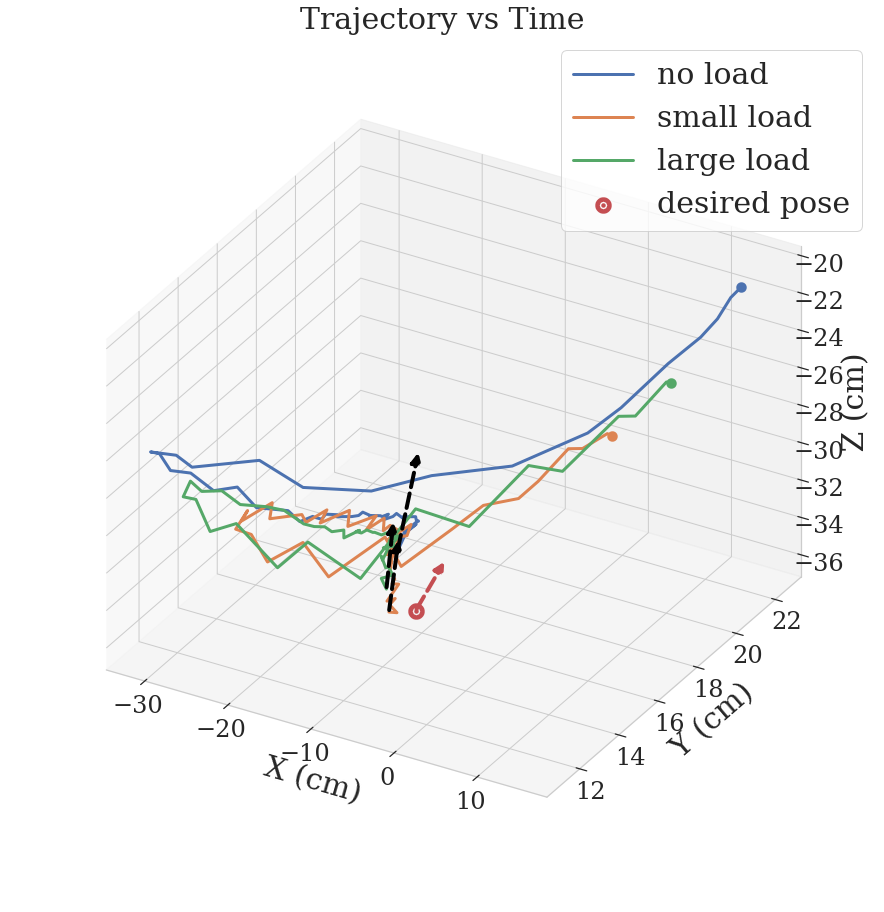 Trajectory vs Time
no load
small load
large load
desired pose
−20
−22
−24
−26
−28
−30
−32
−34
−36
Z (cm)
22
20
18
16
14
12
Y (cm)
−30
−20
−10
0
10
X (cm)